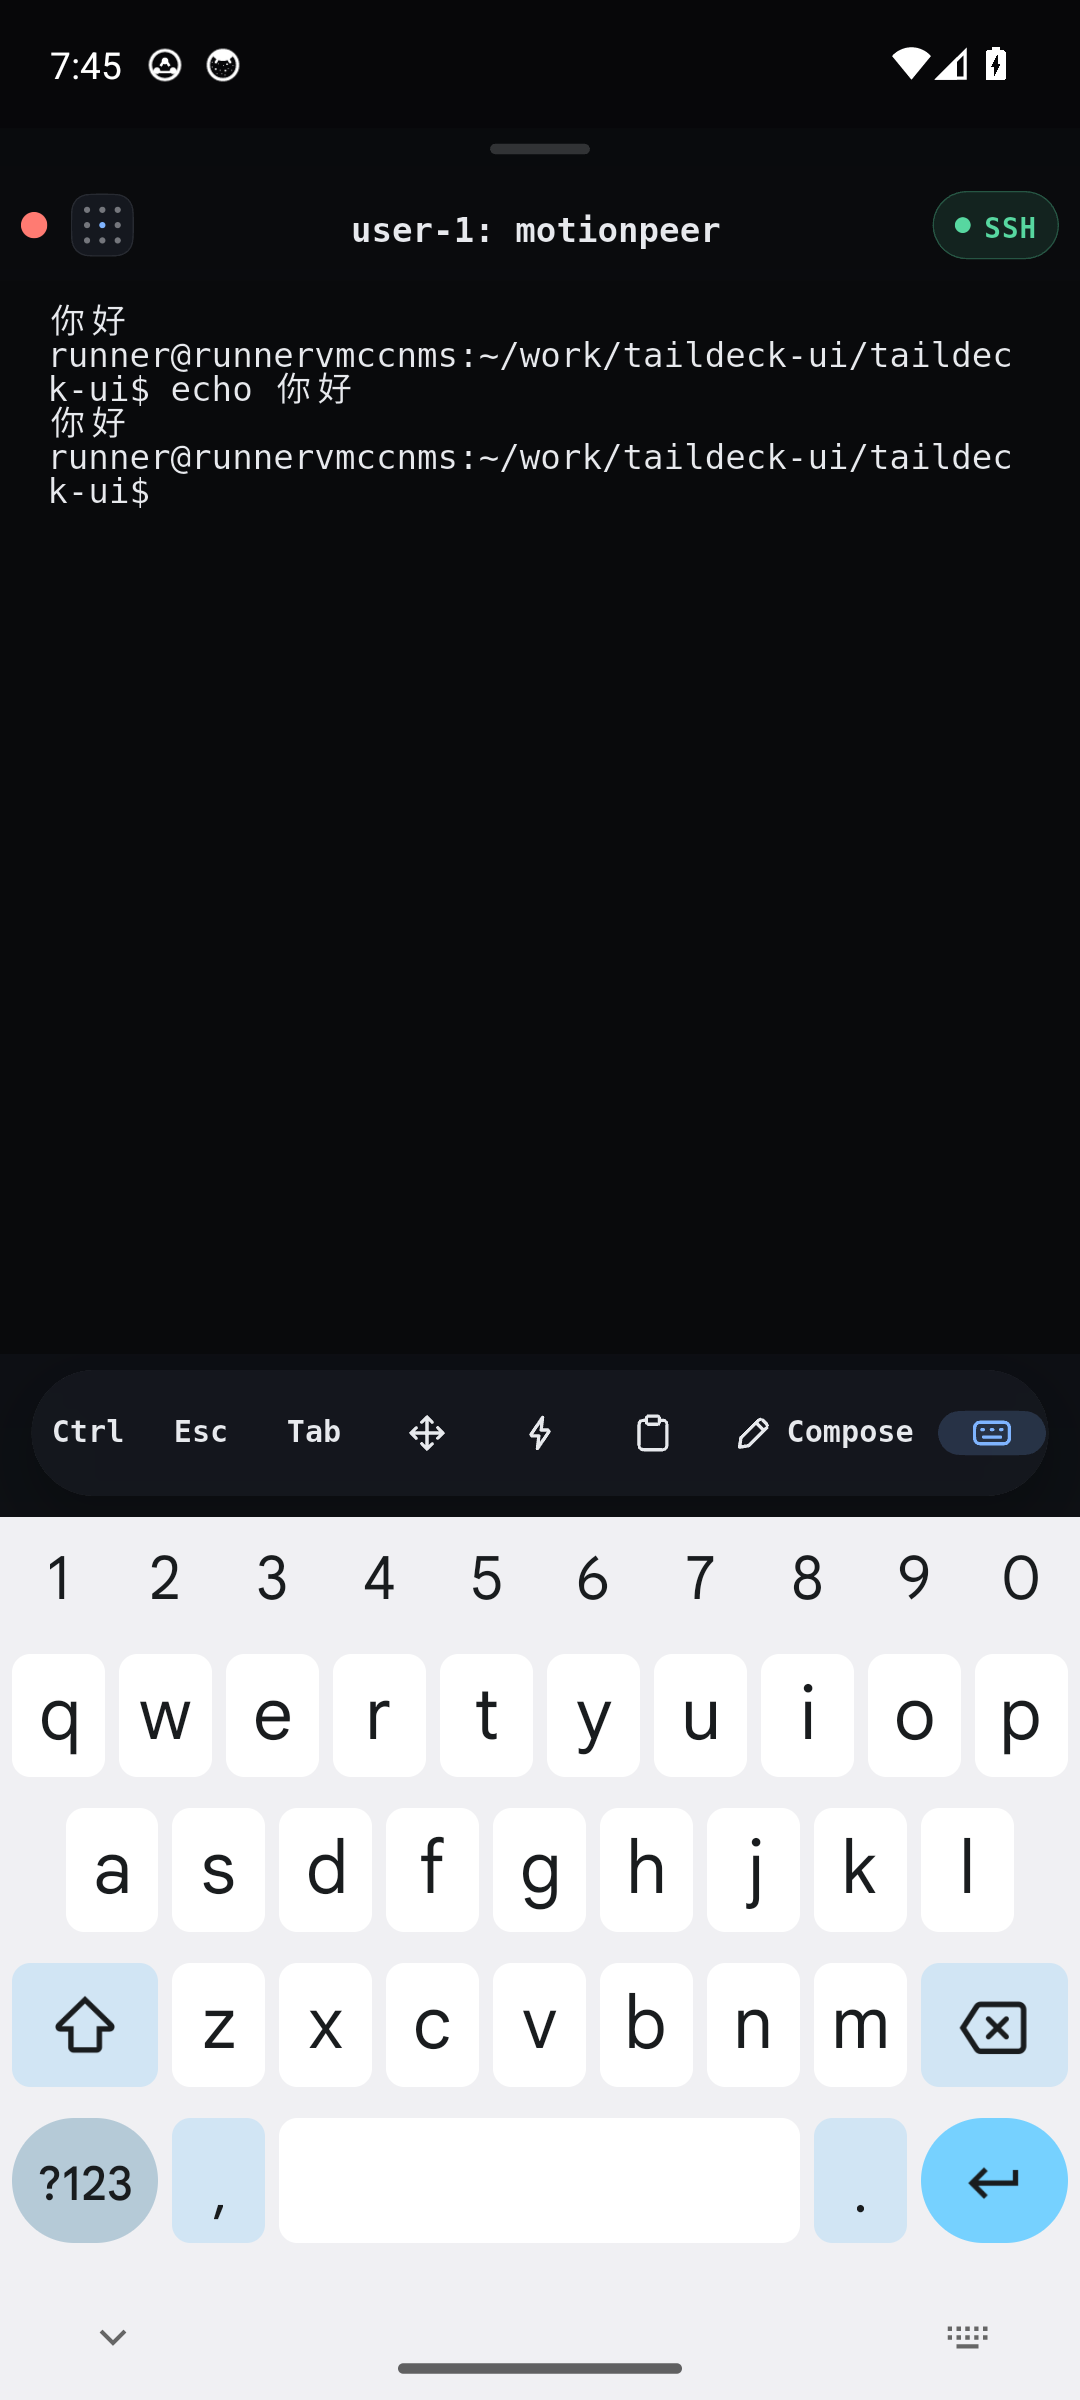 7:45
user-1: motionpeer
SSH
你好
runner@runnervmccnms:~/work/taildeck-ui/taildec
k-ui$ echo 你好
你好
runner@runnervmccnms:~/work/taildeck-ui/taildec
k-ui$
Ctrl Esc Tab Compose
1 2 3 4 5 6 7 8 9 0
q w e r t y u i o p
a s d f g h j k l
z x c v b n m
?123 , .